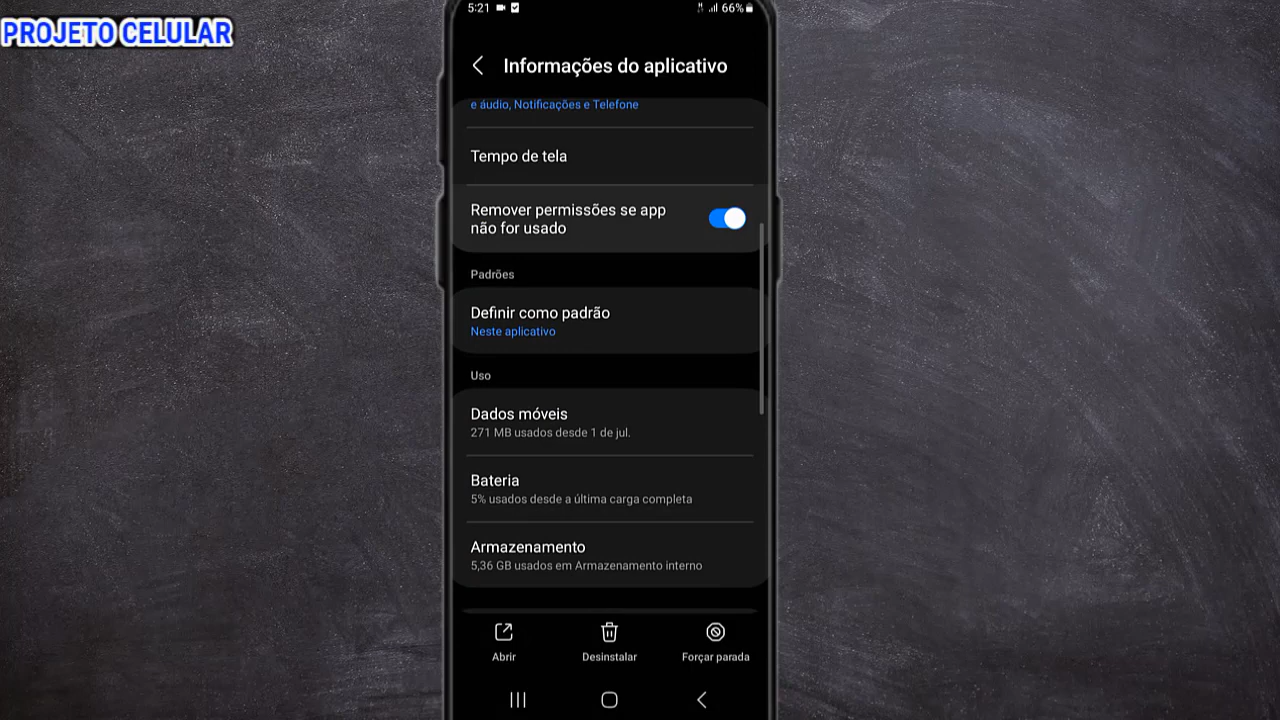 PROJETO CELULAR
5:21
66%
Informações do aplicativo
e áudio, Notificações e Telefone
Tempo de tela
Remover permissões se app
não for usado
Padrões
Definir como padrão
Neste aplicativo
Uso
Dados móveis
271 MB usados desde 1 de jul.
Bateria
5% usados desde a última carga completa
Armazenamento
5,36 GB usados em Armazenamento interno
Abrir
Desinstalar
Forçar parada